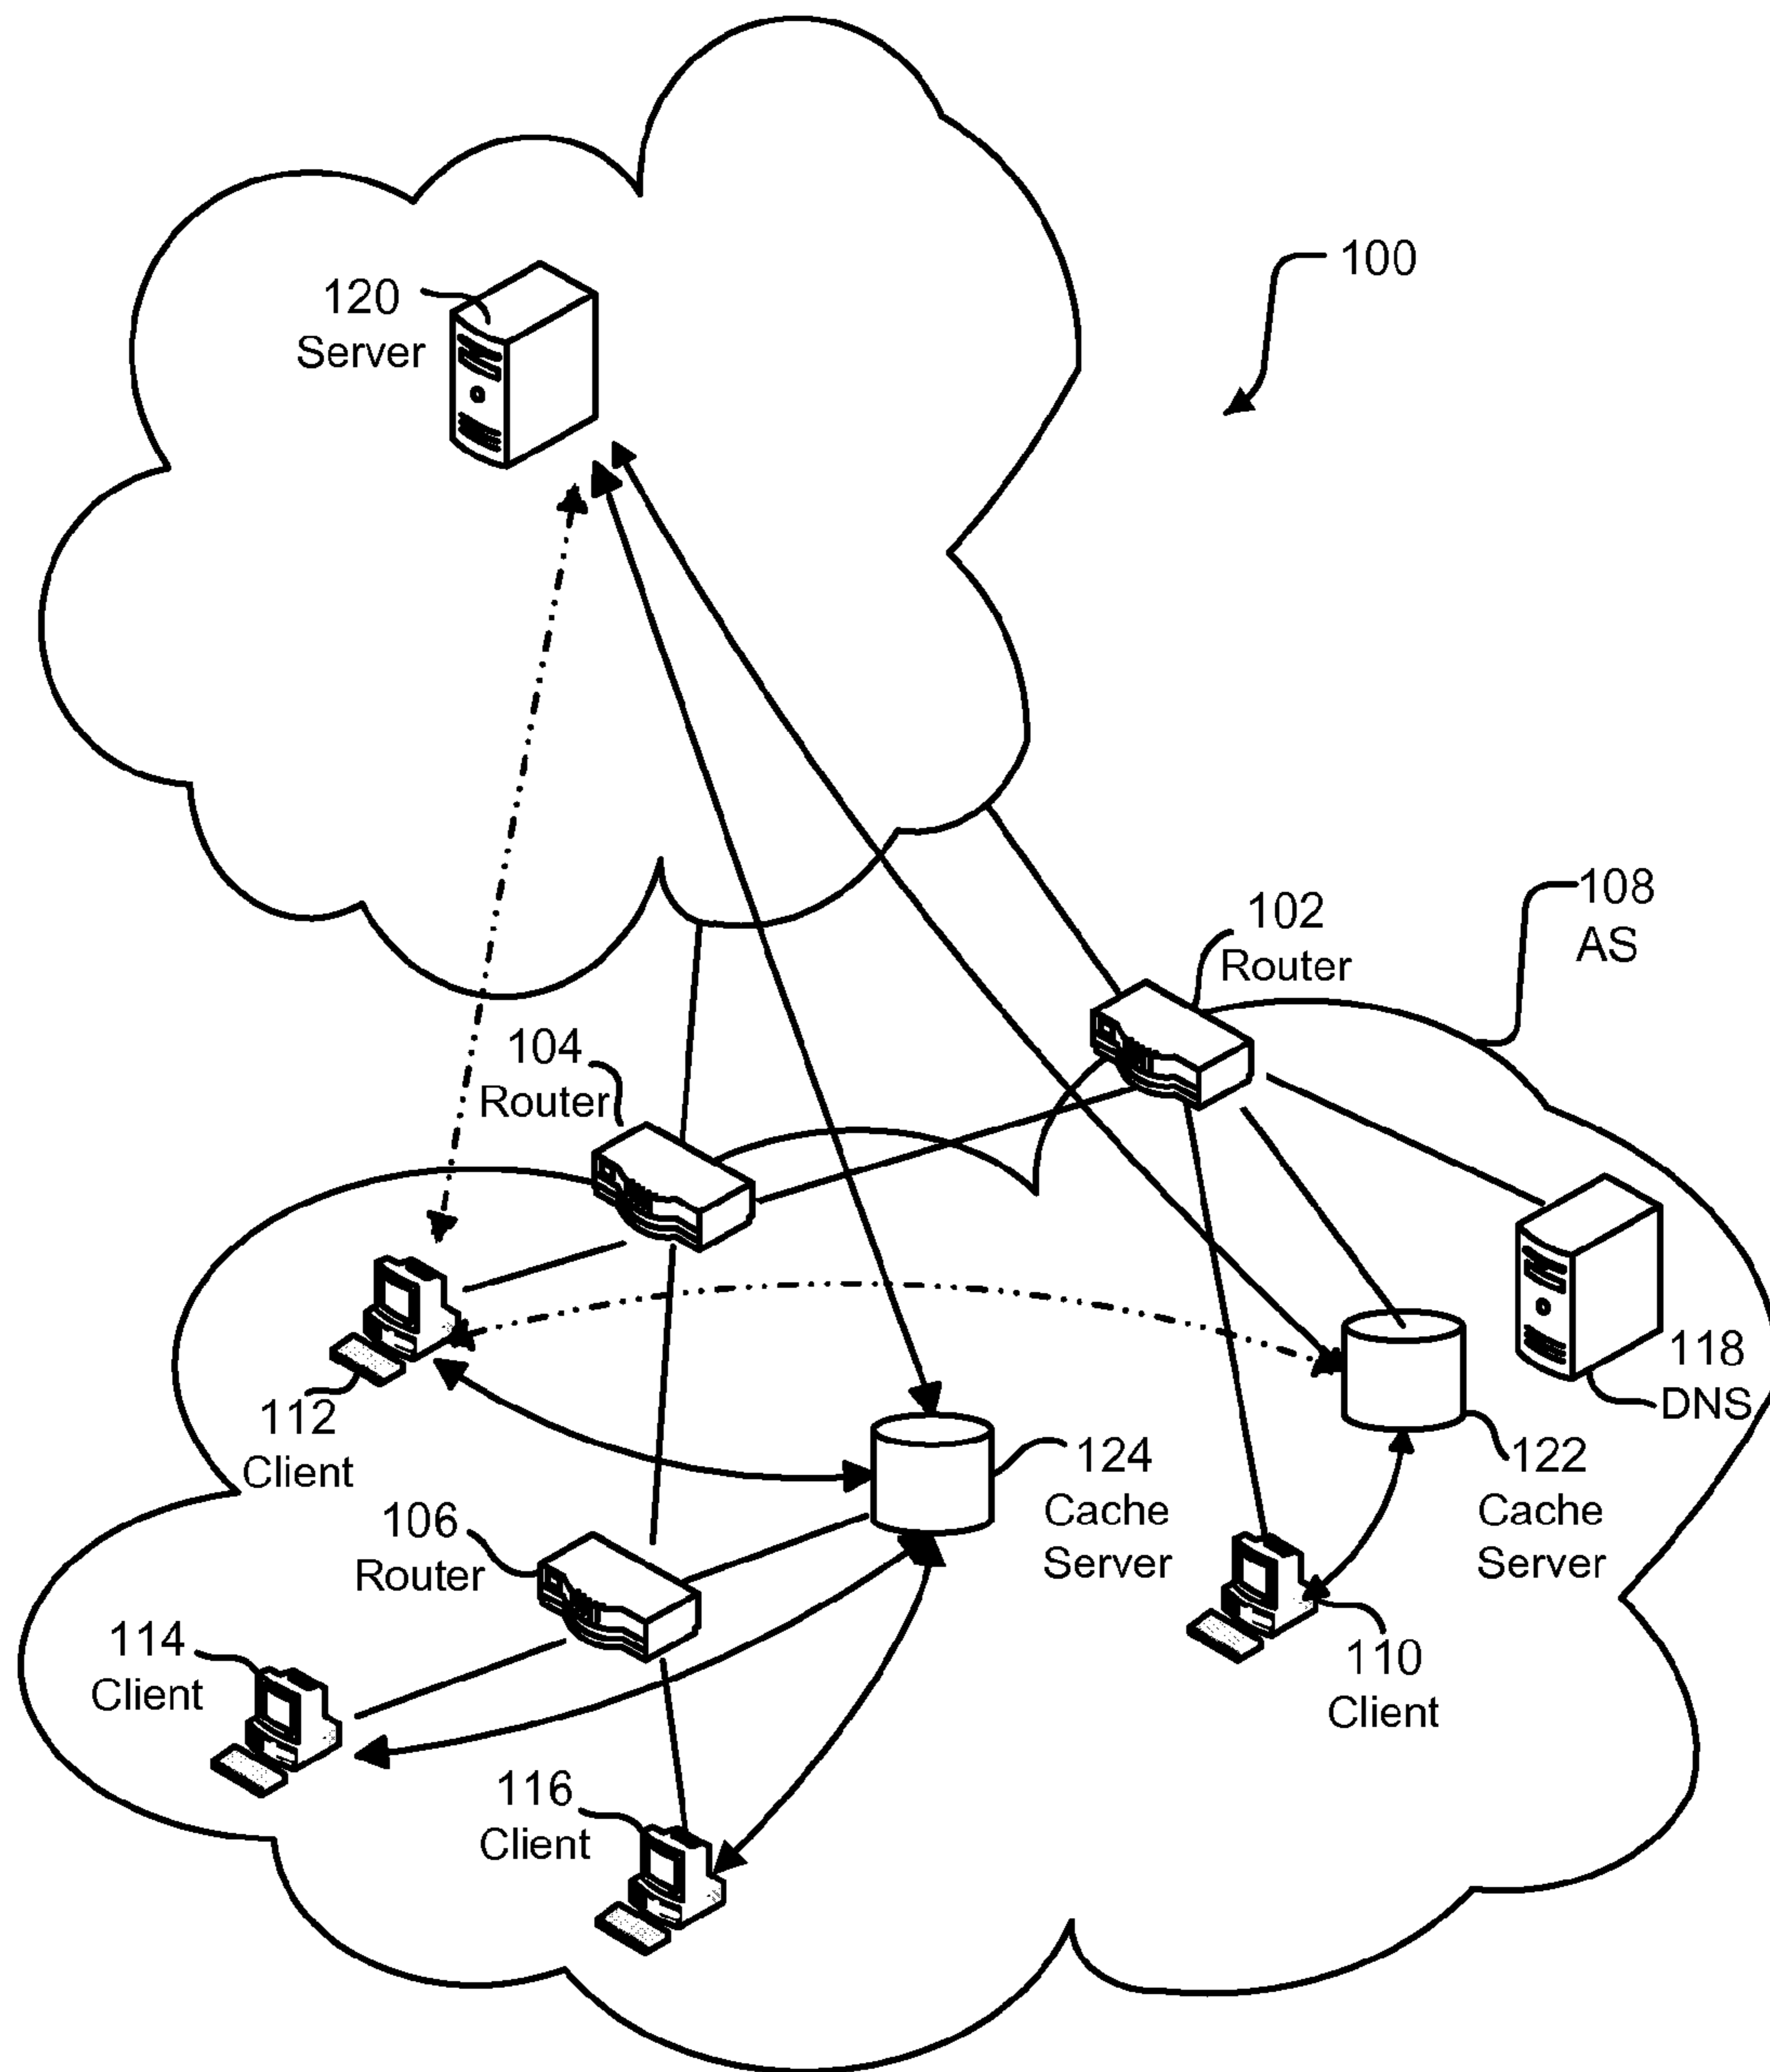 100
120
Server
108
AS
102
Router
104
Router
118
DNS
112
Client
124
Cache
Server
122
Cache
Server
106
Router
114
Client
110
Client
116
Client